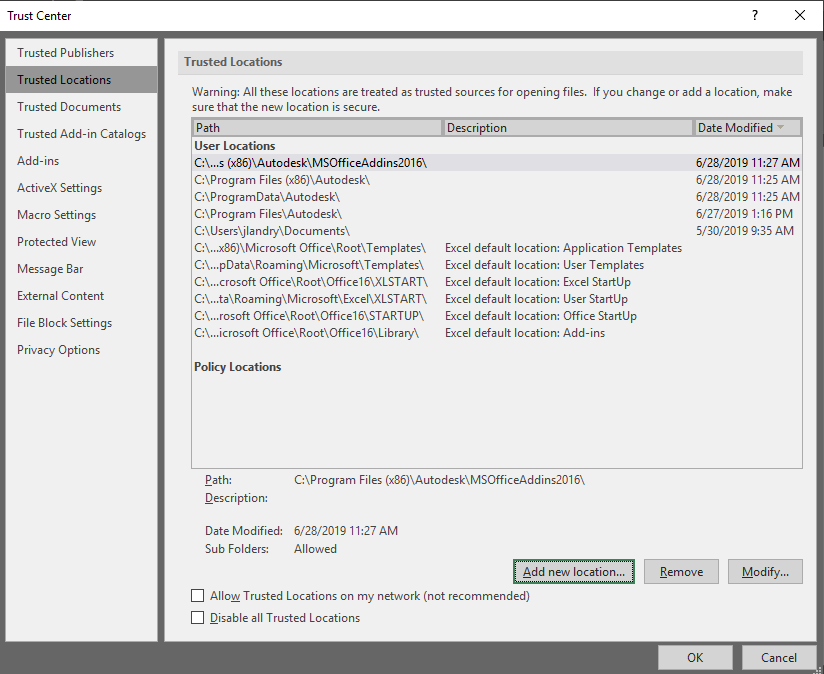 Trust Center
?
Trusted Publishers
Trusted Locations
Trusted Documents
Trusted Add-in Catalogs
Add-ins
ActiveX Settings
Macro Settings
Protected View
Message Bar
External Content
File Block Settings
Privacy Options
Trusted Locations
Warning: All these locations are treated as trusted sources for opening files.  If you change or add a location, make
sure that the new location is secure.
Path Description Date Modified
User Locations
C:\...s (x86)\Autodesk\MSOfficeAddins2016\ 6/28/2019 11:27 AM
C:\Program Files (x86)\Autodesk\ 6/28/2019 11:25 AM
C:\ProgramData\Autodesk\ 6/28/2019 11:25 AM
C:\Program Files\Autodesk\ 6/27/2019 1:16 PM
C:\Users\jlandry\Documents\ 5/30/2019 9:35 AM
C:\...x86)\Microsoft Office\Root\Templates\ Excel default location: Application Templates
C:\...pData\Roaming\Microsoft\Templates\ Excel default location: User Templates
C:\...crosoft Office\Root\Office16\XLSTART\ Excel default location: Excel StartUp
C:\...ta\Roaming\Microsoft\Excel\XLSTART\ Excel default location: User StartUp
C:\...rosoft Office\Root\Office16\STARTUP\ Excel default location: Office StartUp
C:\...icrosoft Office\Root\Office16\Library\ Excel default location: Add-ins
Policy Locations
Path: C:\Program Files (x86)\Autodesk\MSOfficeAddins2016\
Description:
Date Modified: 6/28/2019 11:27 AM
Sub Folders: Allowed
Add new location... Remove Modify...
Allow Trusted Locations on my network (not recommended)
Disable all Trusted Locations
OK Cancel